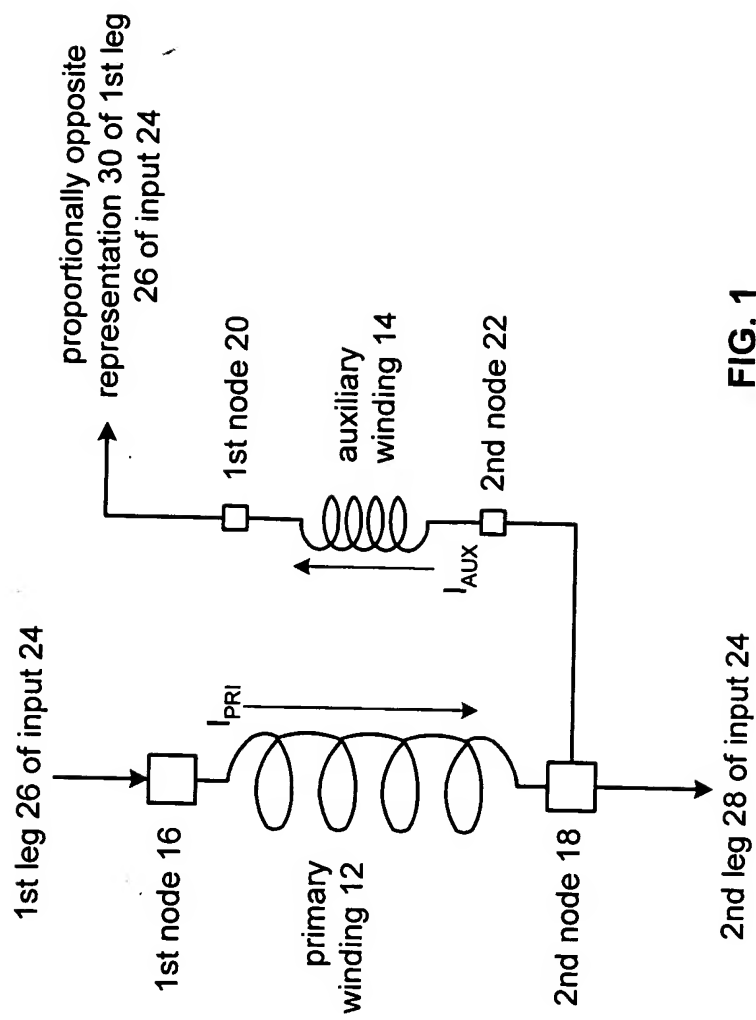 1st leg 26 of input 24
proportionally opposite
representation 30 of 1st leg
26 of input 24
1st node 16
1st node 20
I_PRI
primary
winding 12
auxiliary
winding 14
I_AUX
2nd node 18
2nd node 22
2nd leg 28 of input 24
FIG. 1